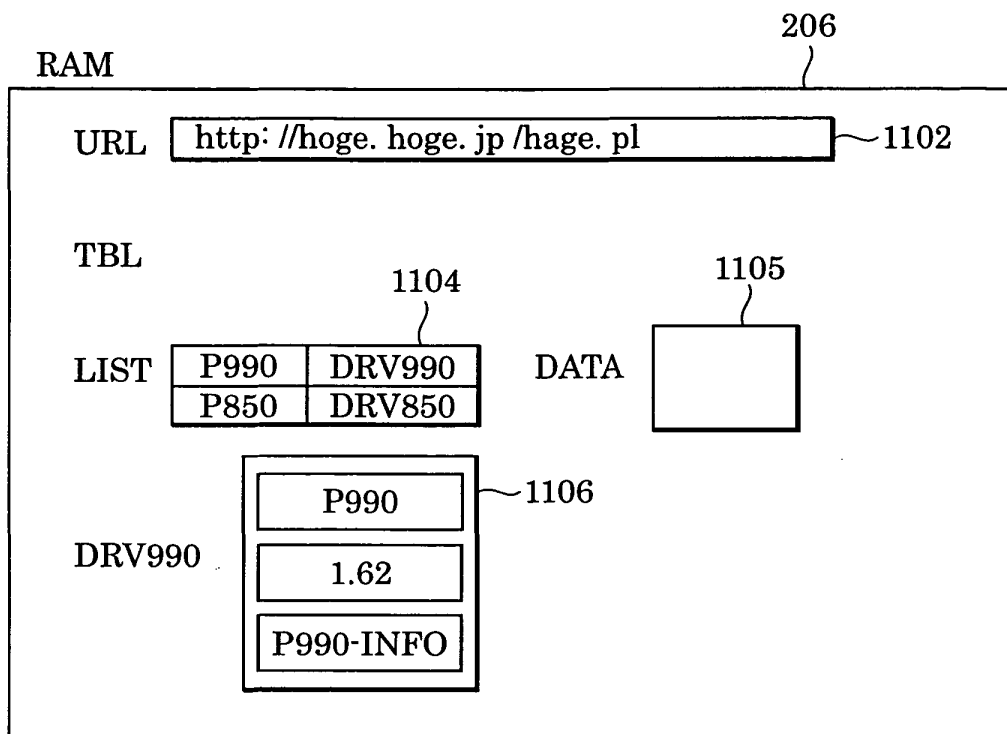 206
RAM
URL http: //hoge. hoge. jp /hage. pl 1102
TBL
1104 1105
LIST P990 DRV990 DATA
P850 DRV850
P990 1106
DRV990 1.62
P990-INFO